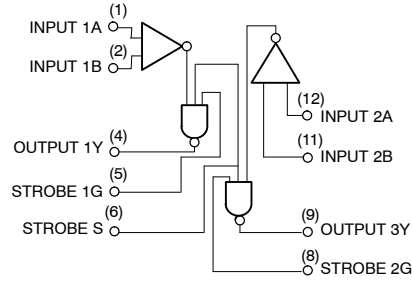 (1)
INPUT 1A
(2)
INPUT 1B
(12)
INPUT 2A
(4)
(11)
OUTPUT 1Y
INPUT 2B
(5)
STROBE 1G
(6)
STROBE S
(9)
OUTPUT 3Y
(8)
STROBE 2G